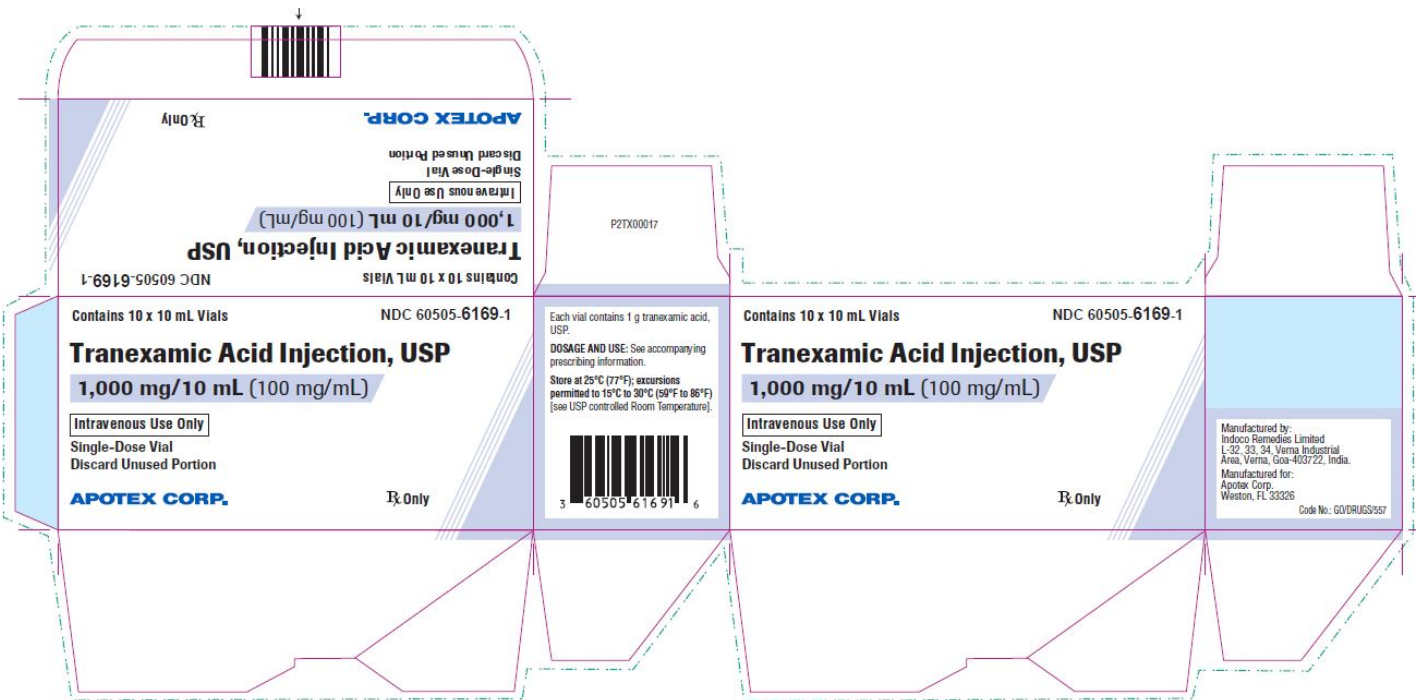 ℞ Only
APOTEX CORP.
Discard Unused Portion
Single-Dose Vial
Intravenous Use Only
1,000 mg/10 mL (100 mg/mL)
Tranexamic Acid Injection, USP
NDC 60505-6169-1
Contains 10 x 10 mL Vials
P2TX00017
Contains 10 x 10 mL Vials
NDC 60505-6169-1
Tranexamic Acid Injection, USP
1,000 mg/10 mL (100 mg/mL)
Intravenous Use Only
Single-Dose Vial
Discard Unused Portion
APOTEX CORP.
℞ Only
Each vial contains 1 g tranexamic acid,
USP.
DOSAGE AND USE: See accompanying
prescribing information.
Store at 25°C (77°F); excursions
permitted to 15°C to 30°C (59°F to 86°F)
[see USP controlled Room Temperature].
3 60505 61691 6
Contains 10 x 10 mL Vials
NDC 60505-6169-1
Tranexamic Acid Injection, USP
1,000 mg/10 mL (100 mg/mL)
Intravenous Use Only
Single-Dose Vial
Discard Unused Portion
APOTEX CORP.
℞ Only
Manufactured by:
Indoco Remedies Limited
L-32, 33, 34, Verna Industrial
Area, Verna, Goa-403722, India.
Manufactured for:
Apotex Corp.
Weston, FL 33326
Code No.: GO/DRUGS/557